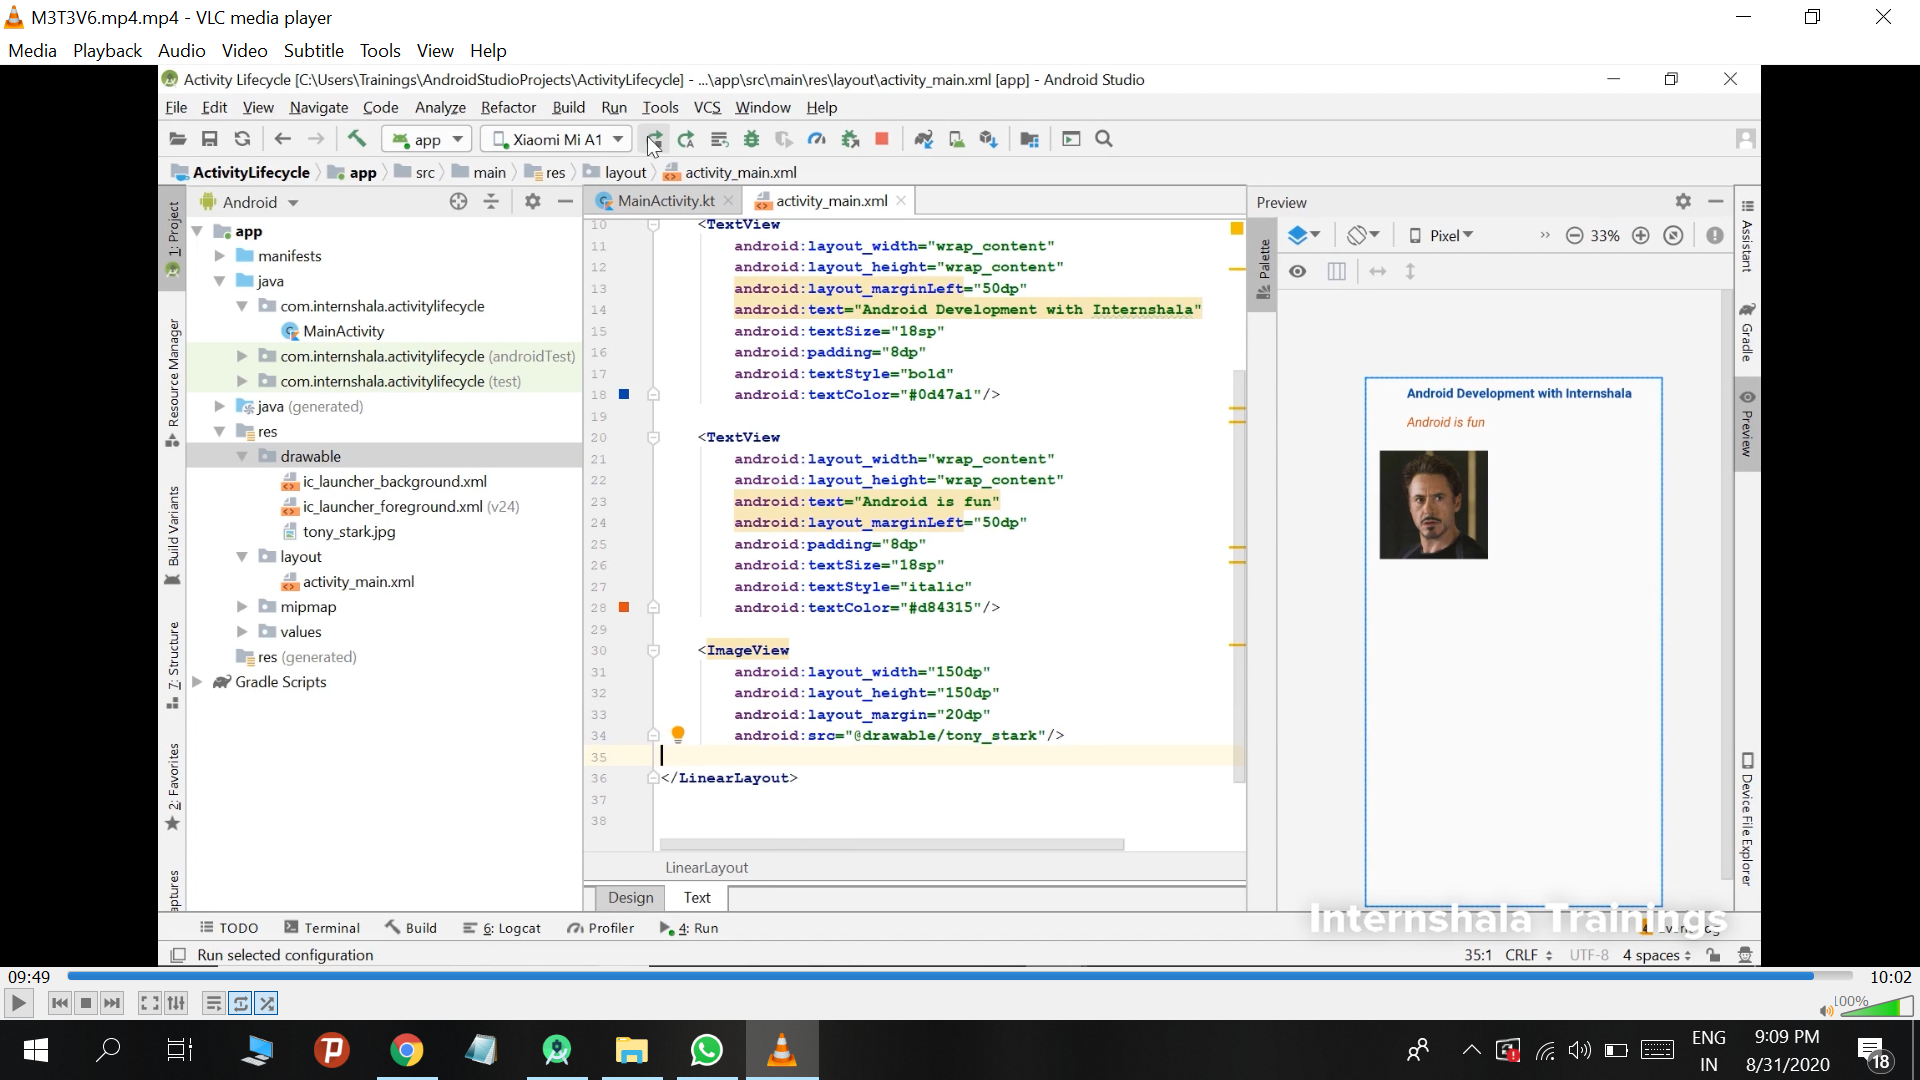 M3T3V6.mp4.mp4 - VLC media player
Media Playback Audio Video Subtitle Tools View Help
Activity Lifecycle [C:\Users\Trainings\AndroidStudioProjects\ActivityLifecycle] - ...\app\src\main\res\layout\activity_main.xml [app] - Android Studio
File Edit View Navigate Code Analyze Refactor Build Run Tools VCS Window Help
app Xiaomi Mi A1
ActivityLifecycle app src main res layout activity_main.xml
1: Project
Resource Manager
Build Variants
7: Structure
2: Favorites
aptures
Android
app
manifests
java
com.internshala.activitylifecycle
MainActivity
com.internshala.activitylifecycle (androidTest)
com.internshala.activitylifecycle (test)
java (generated)
res
drawable
ic_launcher_background.xml
ic_launcher_foreground.xml (v24)
tony_stark.jpg
layout
activity_main.xml
mipmap
values
res (generated)
Gradle Scripts
MainActivity.kt activity_main.xml
10 <TextView
11 android:layout_width="wrap_content"
12 android:layout_height="wrap_content"
13 android:layout_marginLeft="50dp"
14 android:text="Android Development with Internshala"
15 android:textSize="18sp"
16 android:padding="8dp"
17 android:textStyle="bold"
18 android:textColor="#0d47a1"/>
19
20 <TextView
21 android:layout_width="wrap_content"
22 android:layout_height="wrap_content"
23 android:text="Android is fun"
24 android:layout_marginLeft="50dp"
25 android:padding="8dp"
26 android:textSize="18sp"
27 android:textStyle="italic"
28 android:textColor="#d84315"/>
29
30 <ImageView
31 android:layout_width="150dp"
32 android:layout_height="150dp"
33 android:layout_margin="20dp"
34 android:src="@drawable/tony_stark"/>
35
36 </LinearLayout>
37
38
LinearLayout
Design Text
Preview
Palette
Pixel 33%
Android Development with Internshala
Android is fun
Assistant
Gradle
Preview
Device File Explorer
Internshala Trainings
TODO Terminal Build 6: Logcat Profiler 4: Run
Run selected configuration
35:1 CRLF UTF-8 4 spaces
09:49 10:02
100%
ENG
IN
9:09 PM
8/31/2020
18